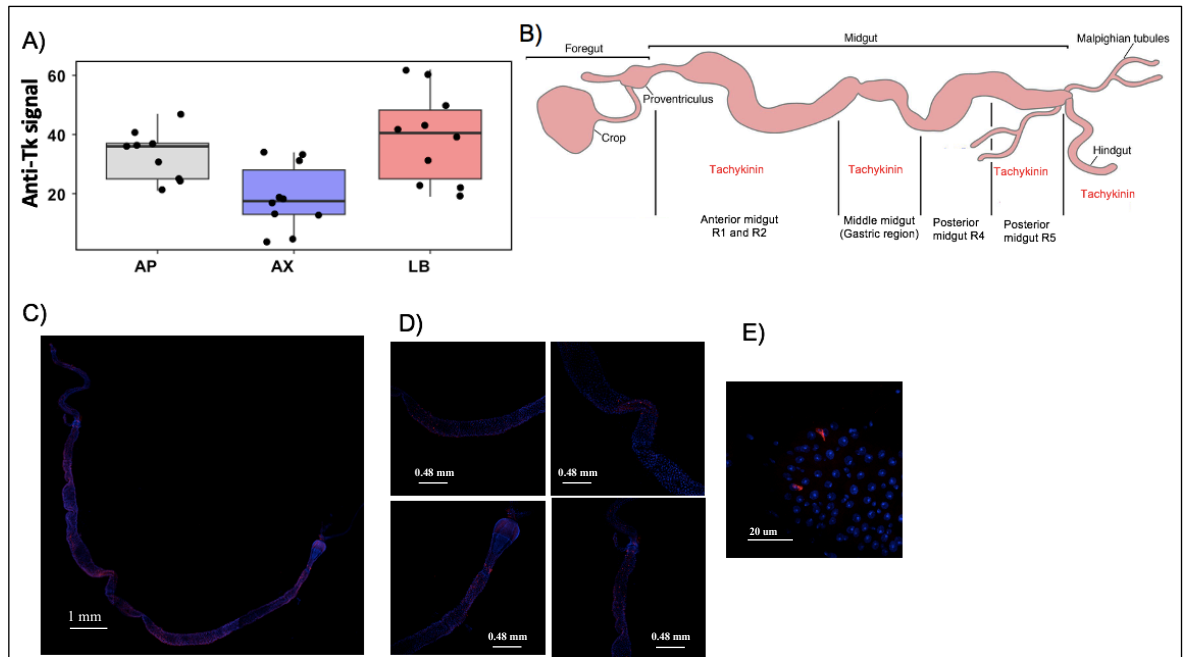 A)
Anti-Tk signal
60
40
20
AP AX LB
B)
Foregut
Midgut
Malpighian tubules
Proventriculus
Crop
Hindgut
Tachykinin Tachykinin Tachykinin
Tachykinin
Anterior midgut
R1 and R2
Middle midgut
(Gastric region)
Posterior
midgut R4
Posterior
midgut R5
C)
1 mm
D)
0.48 mm
0.48 mm
0.48 mm
0.48 mm
E)
20 um